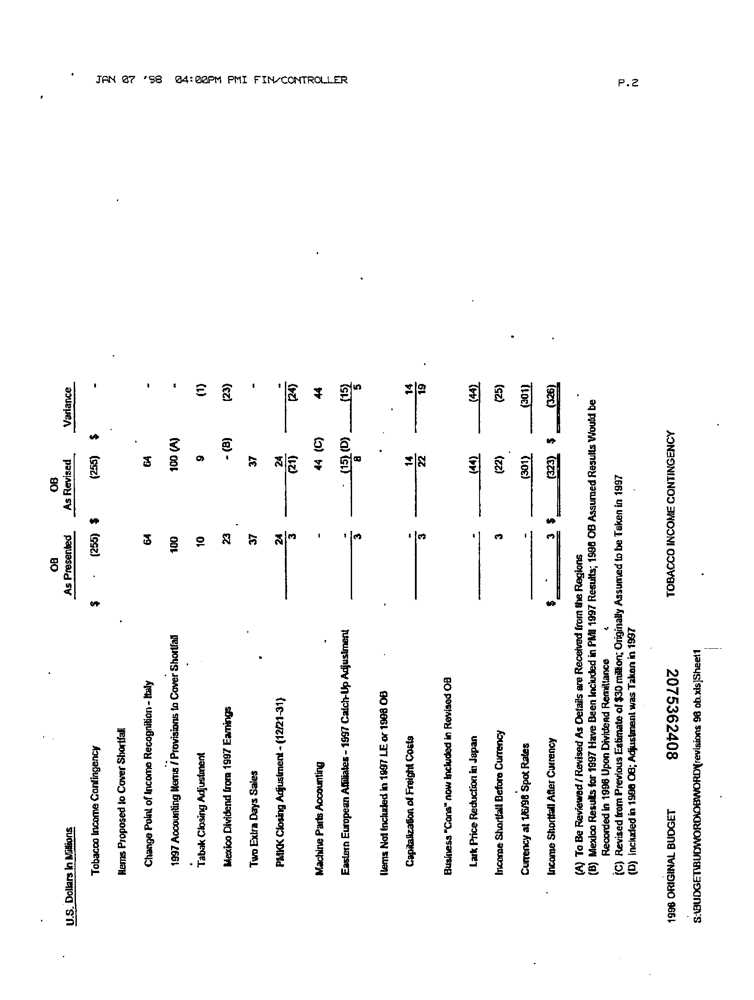 JAN 07 '98 04:00PM PMI FIN/CONTROLLER P.2
OB OB
U.S. Dollars in Millions As Presented As Revised Variance
Tobacco Income Contingency $ (255) $ (255) $ -
Items Proposed to Cover Shortfall
Change Point of Income Recognition - Italy 64 64 -
1997 Accounting Items / Provisions to Cover Shortfall 100 100 (A) -
Tabak Closing Adjustment 10 9 (1)
Mexico Dividend from 1997 Earnings 23 - (B) (23)
Two Extra Days Sales 37 37 -
PMKK Closing Adjustment - (12/21-31) 24 24 -
3 (21) (24)
Machine Parts Accounting - 44 (C) 44
Eastern European Affiliates - 1997 Catch-Up Adjustment - (15) (D) (15)
3 8 5
Items Not Included in 1997 LE or 1998 OB
Capitalization of Freight Costs - 14 14
3 22 19
Business "Cons" now Included in Revised OB
Lark Price Reduction in Japan - (44) (44)
Income Shortfall Before Currency 3 (22) (25)
Currency at 1/6/98 Spot Rates - (301) (301)
Income Shortfall After Currency $ 3 $ (323) $ (326)
(A) To Be Reviewed / Revised As Details are Received from the Regions
(B) Mexico Results for 1997 Have Been Included in PMI 1997 Results; 1998 OB Assumed Results Would be
Recorded in 1998 Upon Dividend Remittance
(C) Revised from Previous Estimate of $30 million; Originally Assumed to be Taken in 1997
(D) Included in 1998 OB; Adjustment was Taken in 1997
1998 ORIGINAL BUDGET 2075362408 TOBACCO INCOME CONTINGENCY
S:\BUDGET\BUDWORD\OBWORD\[revisions 98 ob.xls]Sheet1